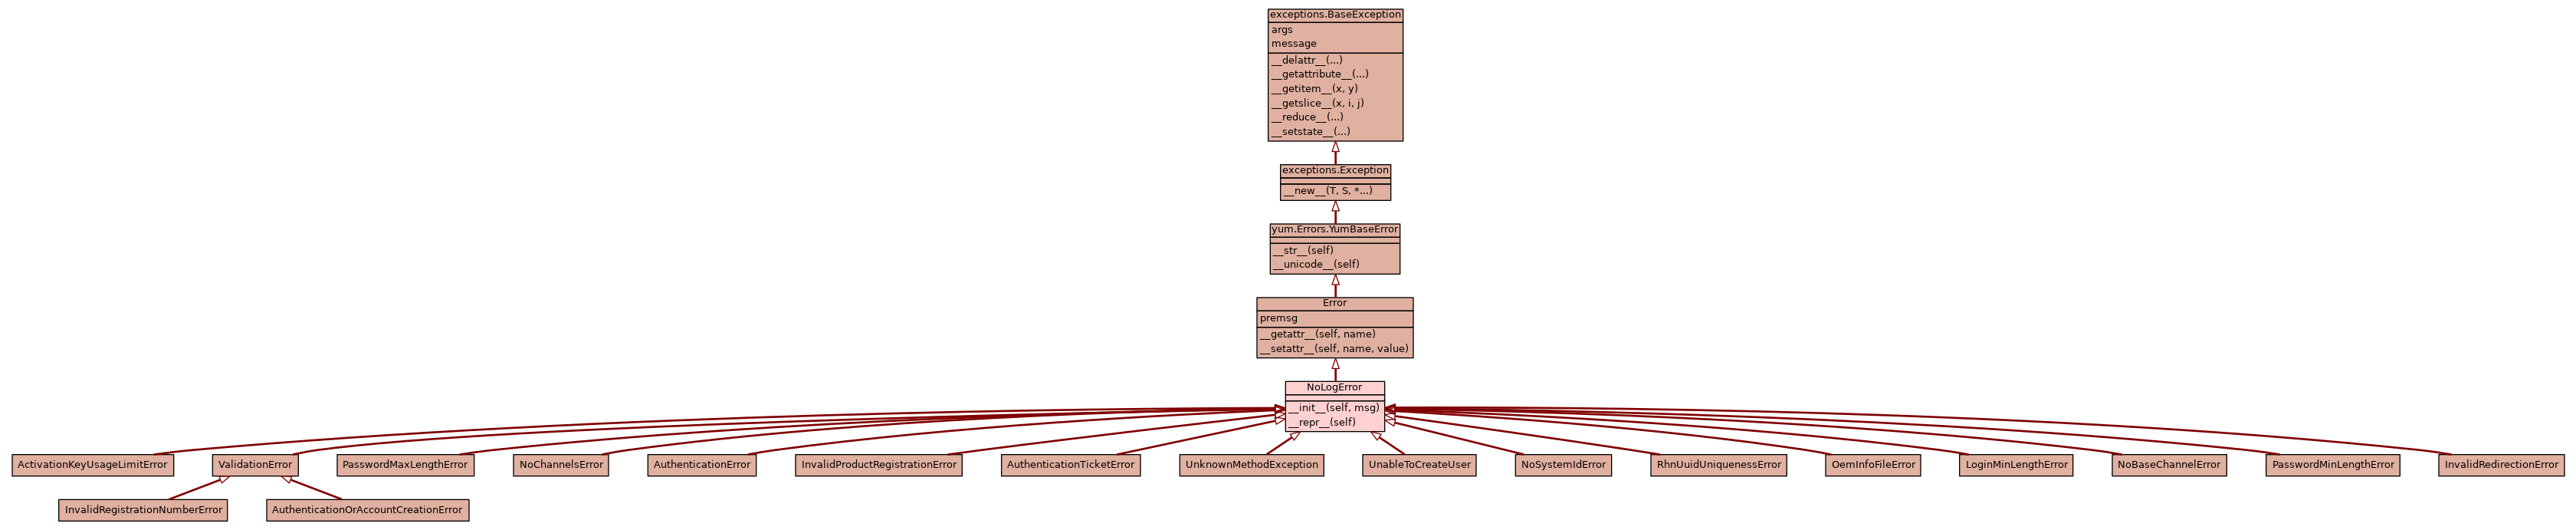 exceptions.BaseException
args
message
__delattr__(...)
__getattribute__(...)
__getitem__(x, y)
__getslice__(x, i, j)
__reduce__(...)
__setstate__(...)
exceptions.Exception
__new__(T, S, *...)
yum.Errors.YumBaseError
__str__(self)
__unicode__(self)
Error
premsg
__getattr__(self, name)
__setattr__(self, name, value)
NoLogError
__init__(self, msg)
__repr__(self)
ActivationKeyUsageLimitError
ValidationError
PasswordMaxLengthError
NoChannelsError
AuthenticationError
InvalidProductRegistrationError
AuthenticationTicketError
UnknownMethodException
UnableToCreateUser
NoSystemIdError
RhnUuidUniquenessError
OemInfoFileError
LoginMinLengthError
NoBaseChannelError
PasswordMinLengthError
InvalidRedirectionError
InvalidRegistrationNumberError
AuthenticationOrAccountCreationError